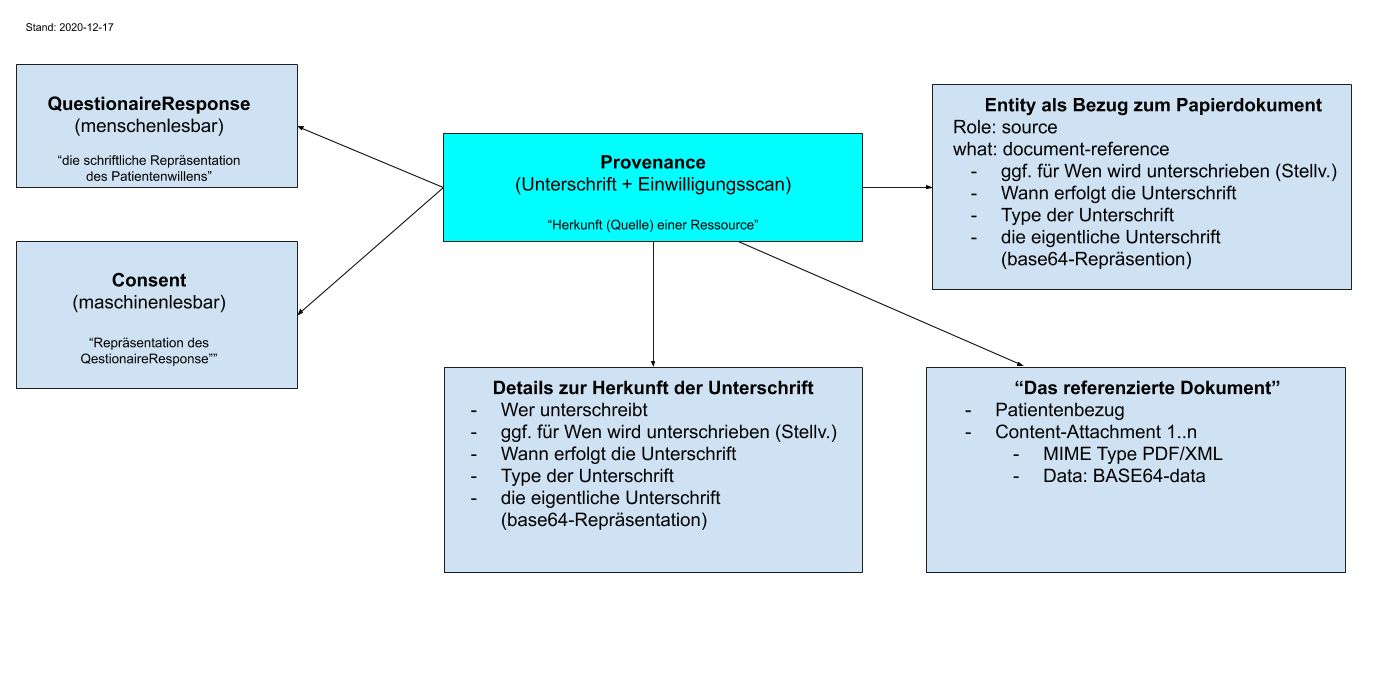 Stand: 2020-12-17
QuestionaireResponse
(menschenlesbar)
“die schriftliche Repräsentation
des Patientenwillens”
Consent
(maschinenlesbar)
“Repräsentation des
QestionaireResponse””
Provenance
(Unterschrift + Einwilligungsscan)
“Herkunft (Quelle) einer Ressource”
Entity als Bezug zum Papierdokument
Role: source
what: document-reference
- ggf. für Wen wird unterschrieben (Stellv.)
- Wann erfolgt die Unterschrift
- Type der Unterschrift
- die eigentliche Unterschrift
(base64-Repräsention)
Details zur Herkunft der Unterschrift
- Wer unterschreibt
- ggf. für Wen wird unterschrieben (Stellv.)
- Wann erfolgt die Unterschrift
- Type der Unterschrift
- die eigentliche Unterschrift
(base64-Repräsentation)
“Das referenzierte Dokument”
- Patientenbezug
- Content-Attachment 1..n
- MIME Type PDF/XML
- Data: BASE64-data